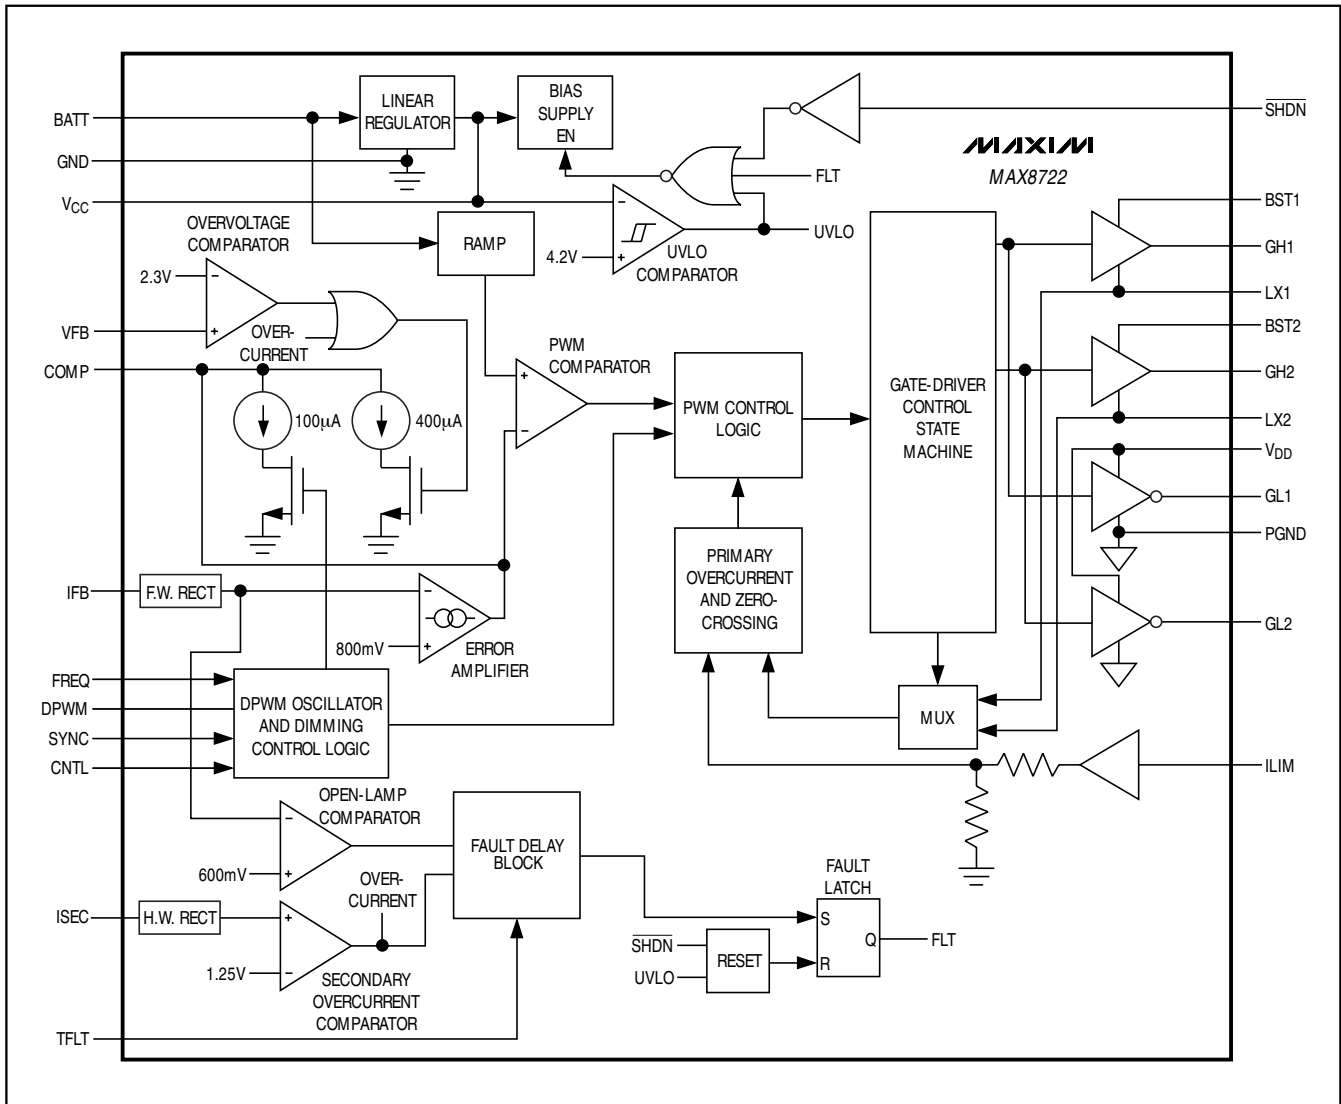 BATT
GND
VCC
VFB
COMP
IFB
FREQ
DPWM
SYNC
CNTL
ISEC
TFLT
LINEAR
REGULATOR
BIAS
SUPPLY
EN
SHDN
MAXIM
MAX8722
FLT
UVLO
4.2V
UVLO
COMPARATOR
RAMP
OVERVOLTAGE
COMPARATOR
2.3V
OVER-
CURRENT
100μA
400μA
PWM
COMPARATOR
PWM CONTROL
LOGIC
GATE-DRIVER
CONTROL
STATE
MACHINE
BST1
GH1
LX1
BST2
GH2
LX2
VDD
GL1
PGND
GL2
ILIM
PRIMARY
OVERCURRENT
AND ZERO-
CROSSING
MUX
F.W. RECT
800mV
ERROR
AMPLIFIER
DPWM OSCILLATOR
AND DIMMING
CONTROL LOGIC
OPEN-LAMP
COMPARATOR
600mV
FAULT DELAY
BLOCK
H.W. RECT
OVER-
CURRENT
1.25V
SECONDARY
OVERCURRENT
COMPARATOR
FAULT
LATCH
S
R
Q
FLT
SHDN
UVLO
RESET